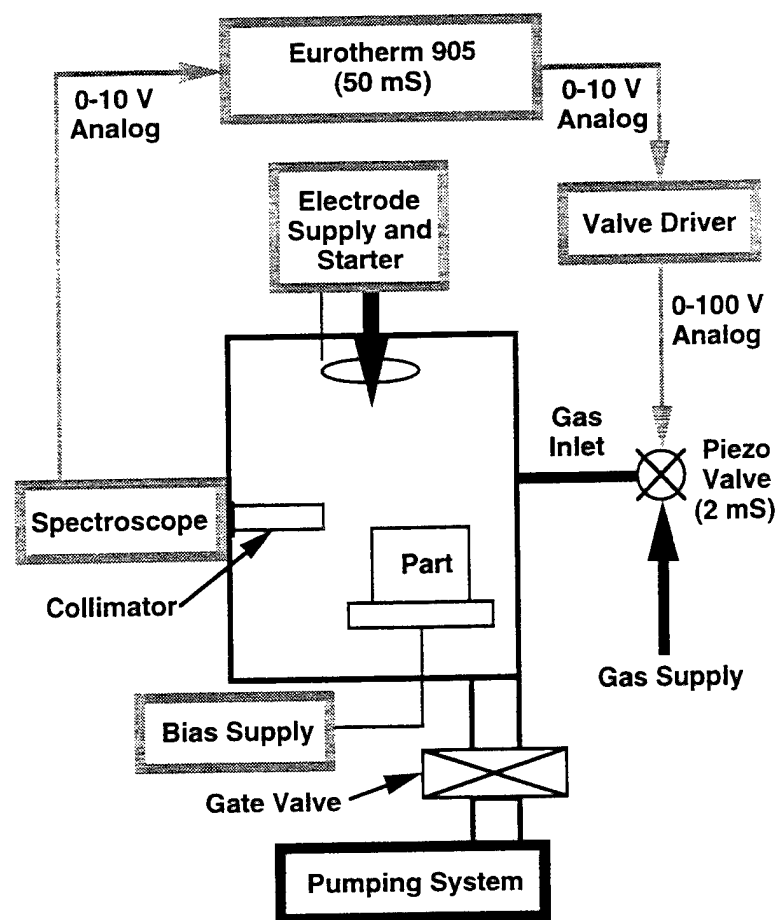 Eurotherm 905
(50 mS)
0-10 V
Analog
0-10 V
Analog
Electrode
Supply and
Starter
Valve Driver
0-100 V
Analog
Gas
Inlet
Piezo
Valve
(2 mS)
Spectroscope
Part
Collimator
Gas Supply
Bias Supply
Gate Valve
Pumping System